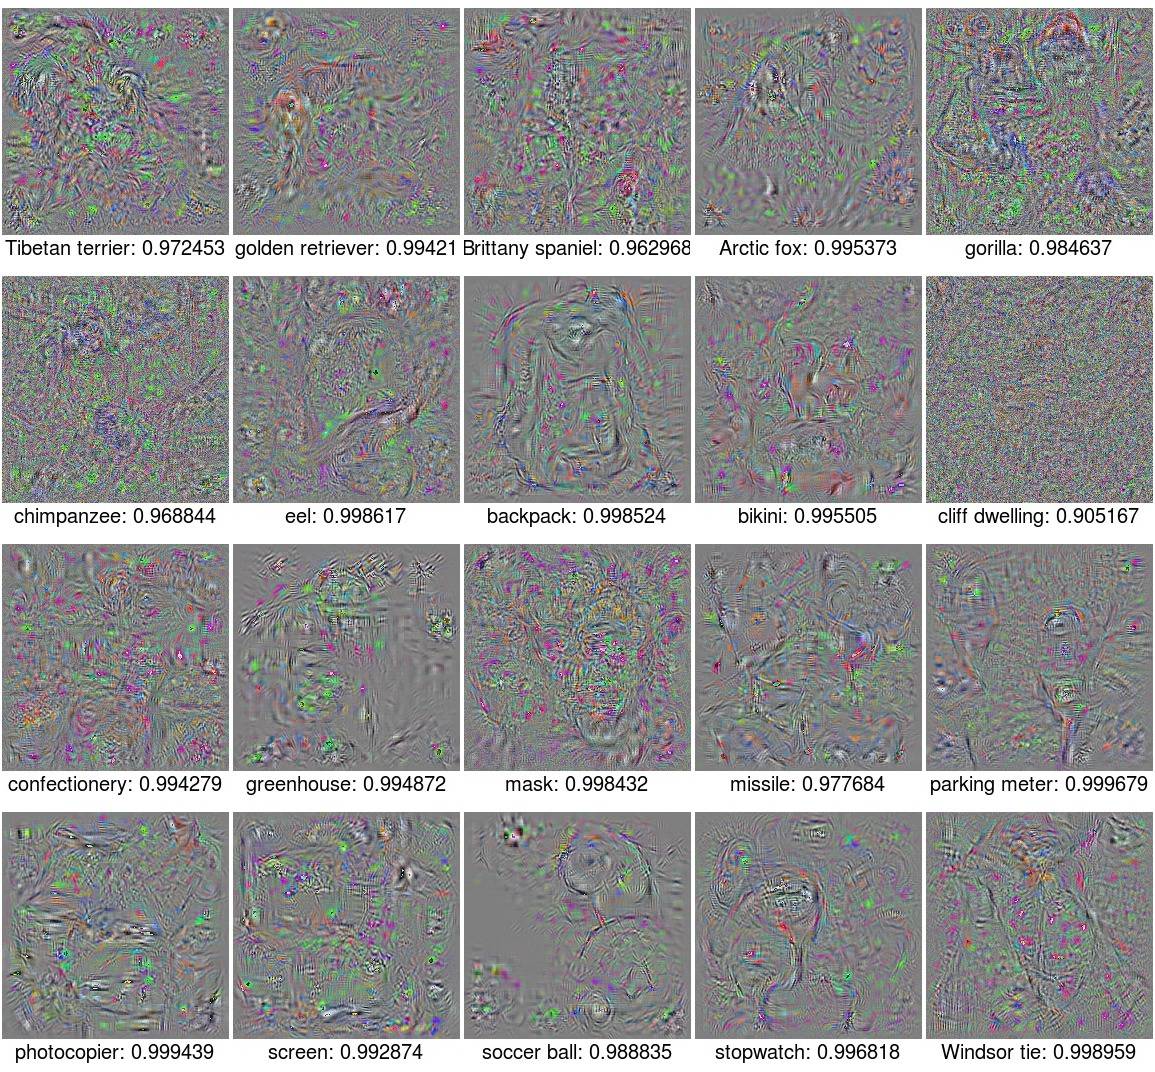 Tibetan terrier: 0.972453 golden retriever: 0.99421 Brittany spaniel: 0.962968 Arctic fox: 0.995373 gorilla: 0.984637
chimpanzee: 0.968844 eel: 0.998617 backpack: 0.998524 bikini: 0.995505 cliff dwelling: 0.905167
confectionery: 0.994279 greenhouse: 0.994872 mask: 0.998432 missile: 0.977684 parking meter: 0.999679
photocopier: 0.999439 screen: 0.992874 soccer ball: 0.988835 stopwatch: 0.996818 Windsor tie: 0.998959